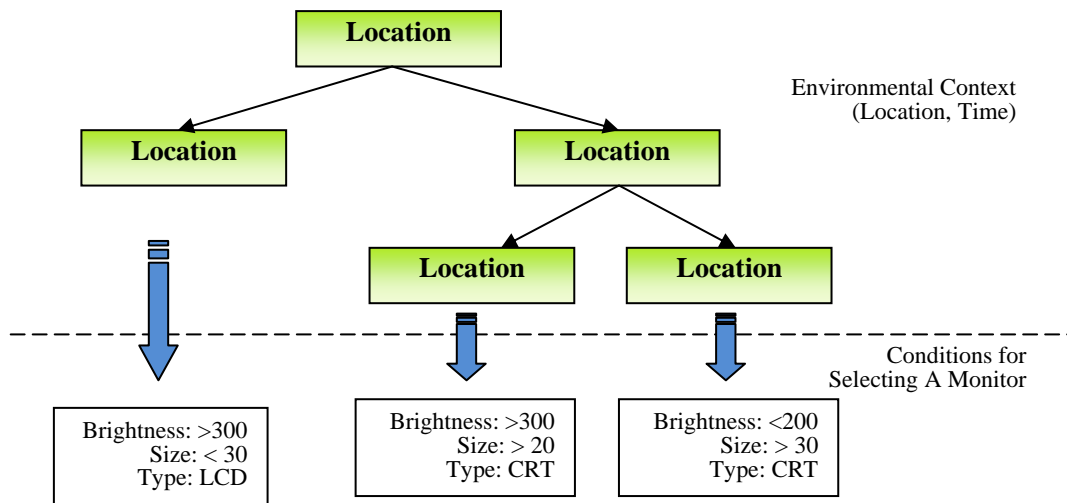 Location
Environmental Context
(Location, Time)
Location
Location
Location
Location
Conditions for
Selecting A Monitor
Brightness: >300
Size: < 30
Type: LCD
Brightness: >300
Size: > 20
Type: CRT
Brightness: <200
Size: > 30
Type: CRT